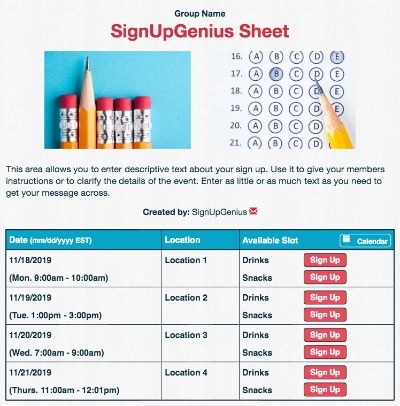 Group Name
SignUpGenius Sheet
16. A B C D E
17. A B C D
18. A B C D
19. A B C D
20. A B C
21. A B C D
This area allows you to enter descriptive text about your sign up. Use it to give your members
instructions or to clarify the details of the event. Enter as little or as much text as you need to
get your message across.
Created by: SignUpGenius
Date (mm/dd/yyyy EST) Location Available Slot Calendar
11/18/2019 Location 1 Drinks Sign Up
(Mon. 9:00am - 10:00am) Snacks Sign Up
11/19/2019 Location 2 Drinks Sign Up
(Tue. 1:00pm - 3:00pm) Snacks Sign Up
11/20/2019 Location 3 Drinks Sign Up
(Wed. 7:00am - 9:00am) Snacks Sign Up
11/21/2019 Location 4 Drinks Sign Up
(Thurs. 11:00am - 12:01pm) Snacks Sign Up